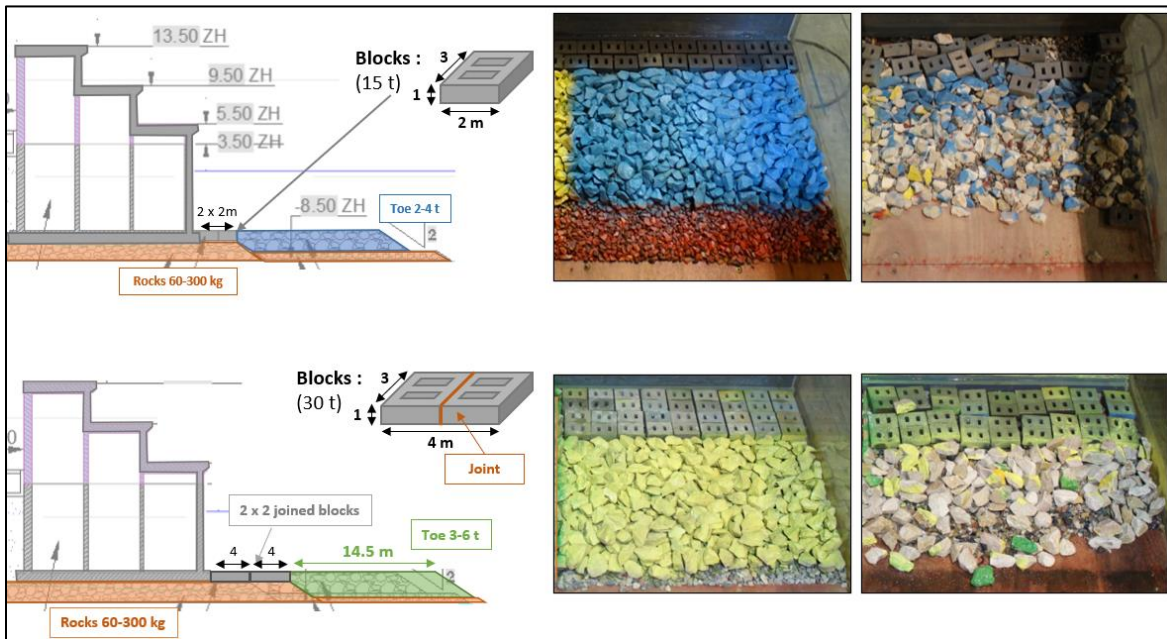 13.50 ZH
Blocks :
(15 t)
3
1
2 m
9.50 ZH
5.50 ZH
3.50 ZH
2 x 2m
-8.50 ZH
Toe 2-4 t
2
Rocks 60-300 kg
Blocks :
(30 t)
3
1
4 m
Joint
2 x 2 joined blocks
4
4
14.5 m
Toe 3-6 t
2
Rocks 60-300 kg